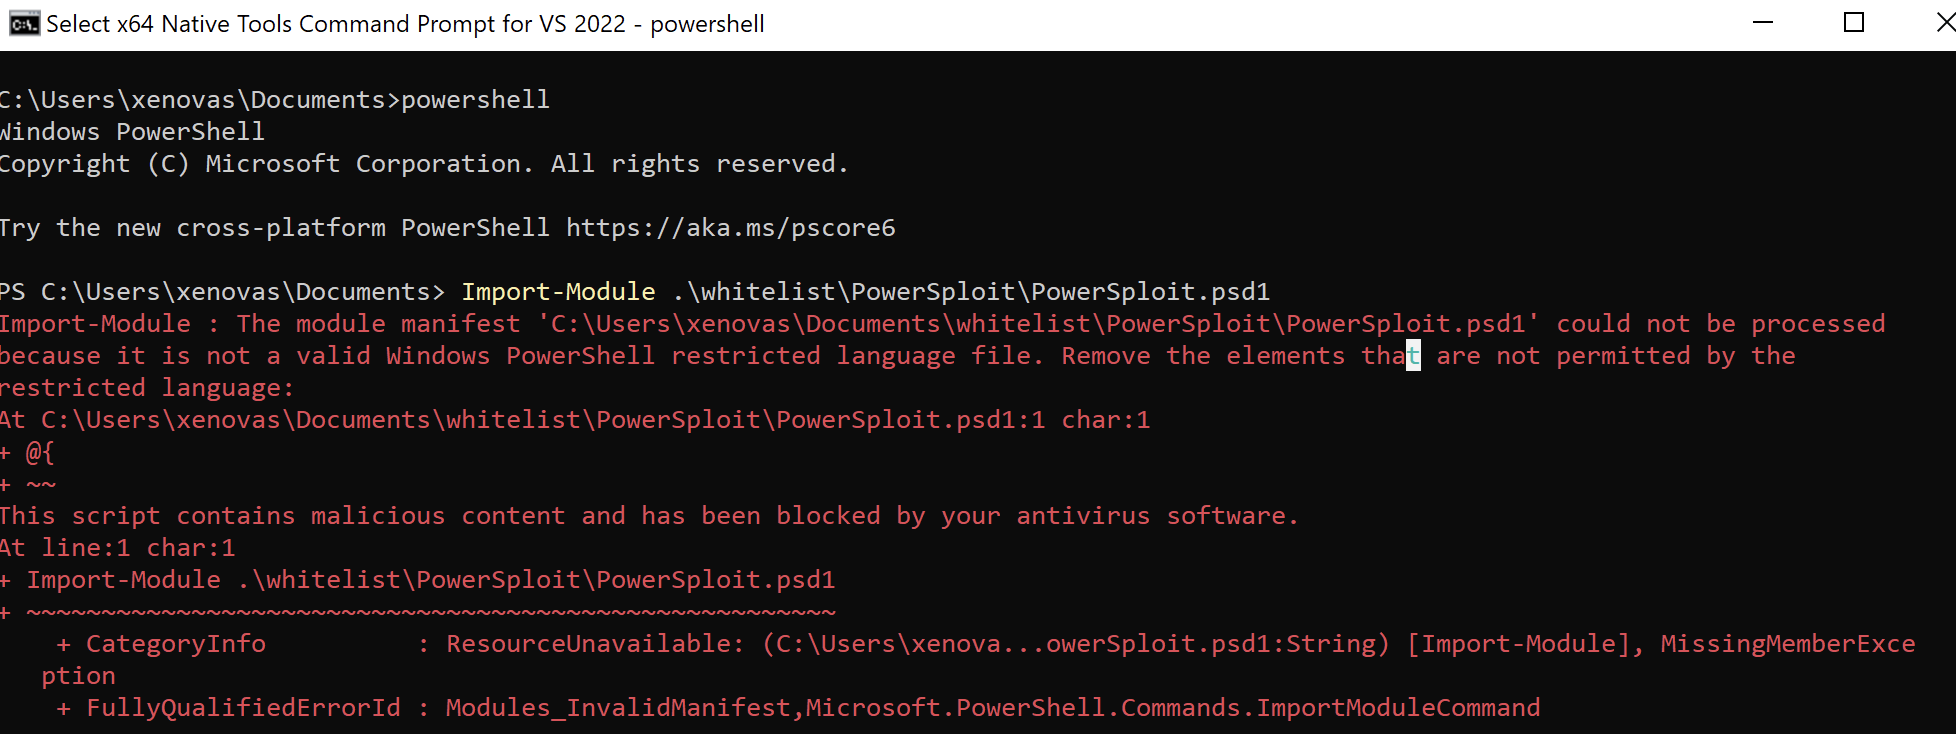 Select x64 Native Tools Command Prompt for VS 2022 - powershell
C:\Users\xenovas\Documents>powershell
Windows PowerShell
Copyright (C) Microsoft Corporation. All rights reserved.
Try the new cross-platform PowerShell https://aka.ms/pscore6
PS C:\Users\xenovas\Documents> Import-Module .\whitelist\PowerSploit\PowerSploit.psd1
Import-Module : The module manifest 'C:\Users\xenovas\Documents\whitelist\PowerSploit\PowerSploit.psd1' could not be processed
because it is not a valid Windows PowerShell restricted language file. Remove the elements that are not permitted by the
restricted language:
At C:\Users\xenovas\Documents\whitelist\PowerSploit\PowerSploit.psd1:1 char:1
+ @{
+ ~~
This script contains malicious content and has been blocked by your antivirus software.
At line:1 char:1
+ Import-Module .\whitelist\PowerSploit\PowerSploit.psd1
+ ~~~~~~~~~~~~~~~~~~~~~~~~~~~~~~~~~~~~~~~~~~~~~~~~~~~~~~
+ CategoryInfo : ResourceUnavailable: (C:\Users\xenova...owerSploit.psd1:String) [Import-Module], MissingMemberExce
ption
+ FullyQualifiedErrorId : Modules_InvalidManifest,Microsoft.PowerShell.Commands.ImportModuleCommand